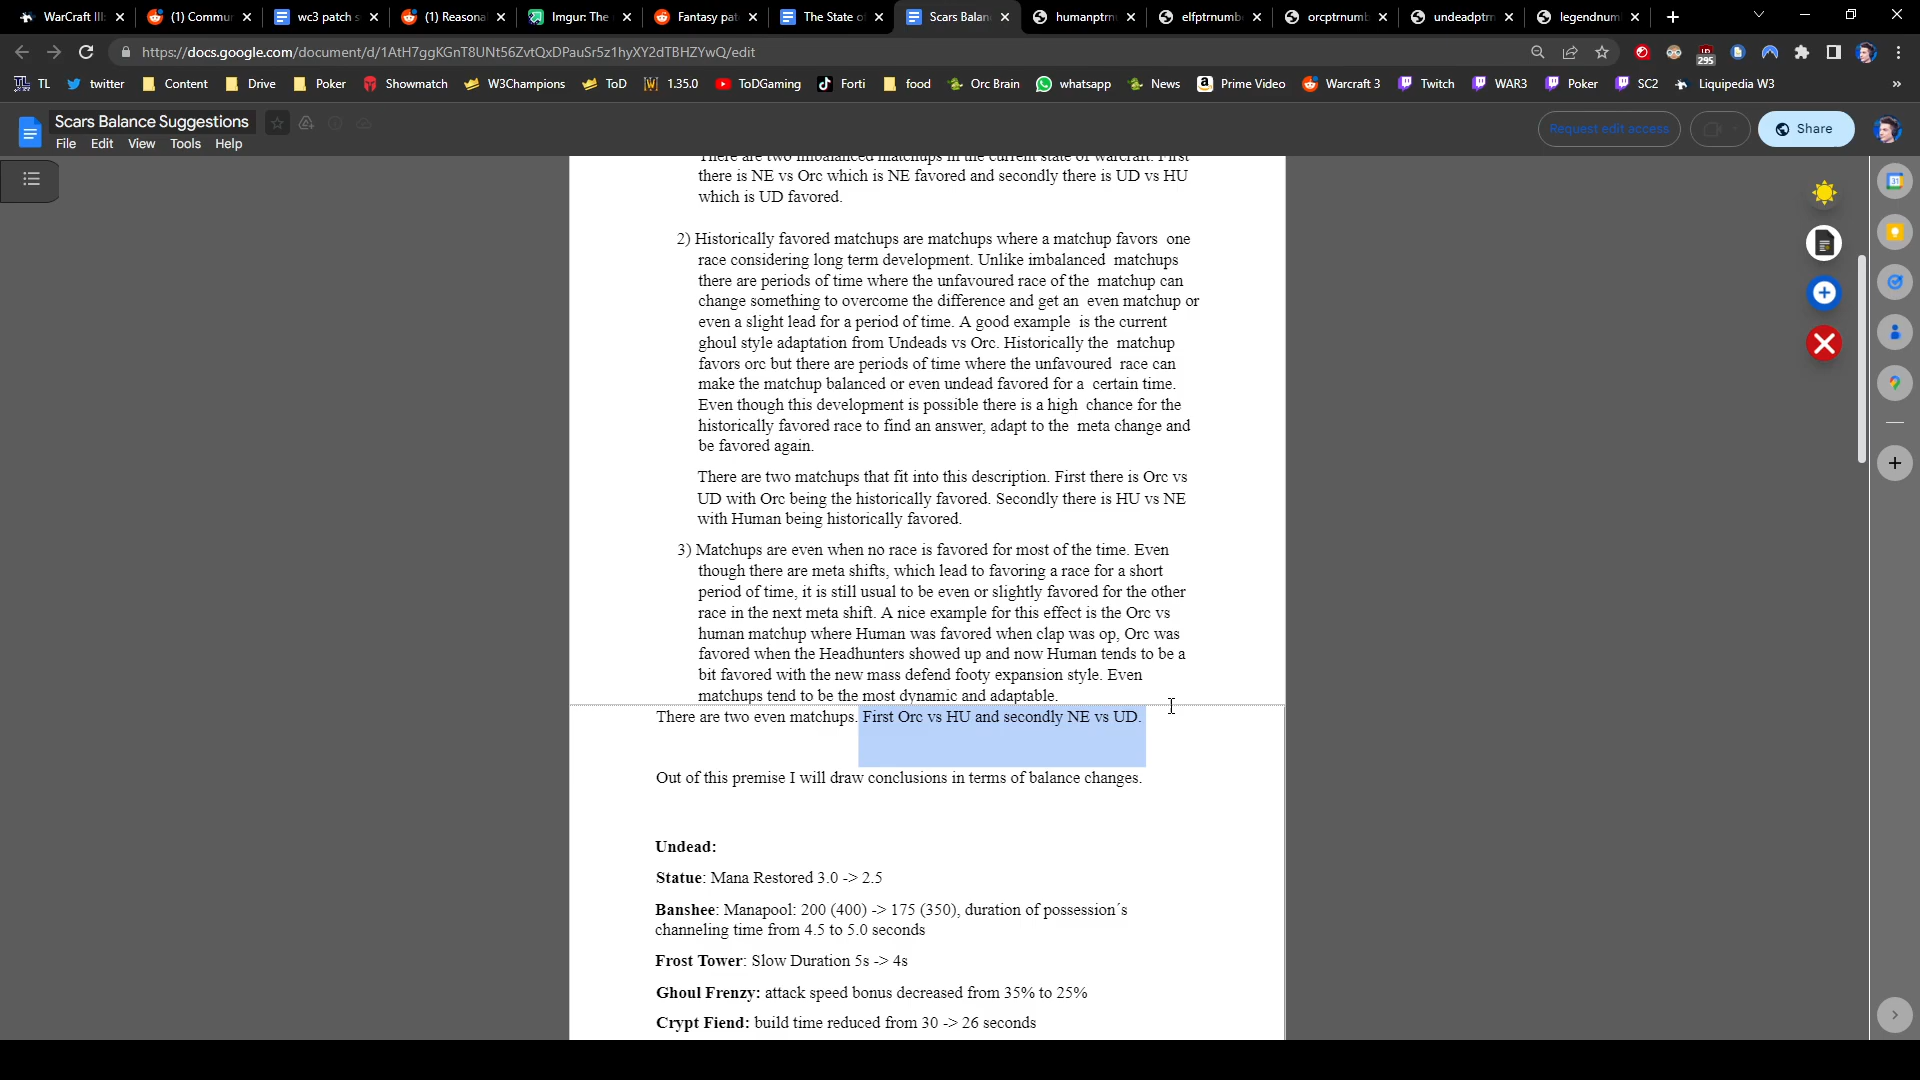 WarCraft III:
(1) Commun
wc3 patch s
(1) Reasona
Imgur: The
Fantasy pat
The State o
Scars Balan
humanptrn
elfptrnumb
orcptrnumb
undeadptrn
legendnum
https://docs.google.com/document/d/1AtH7ggKGnT8UNt56ZvtQxDPauSr5z1hyXY2dTBHZYwQ/edit
295
TL
twitter
Content
Drive
Poker
Showmatch
W3Champions
ToD
1.35.0
ToDGaming
Forti
food
Orc Brain
whatsapp
News
Prime Video
Warcraft 3
Twitch
WAR3
Poker
SC2
Liquipedia W3
»
Scars Balance Suggestions
Request edit access
Share
File Edit View Tools Help
31
There are two imbalanced matchups in the current state of warcraft. First
there is NE vs Orc which is NE favored and secondly there is UD vs HU
which is UD favored.
2) Historically favored matchups are matchups where a matchup favors one
race considering long term development. Unlike imbalanced matchups
there are periods of time where the unfavoured race of the matchup can
change something to overcome the difference and get an even matchup or
even a slight lead for a period of time. A good example is the current
ghoul style adaptation from Undeads vs Orc. Historically the matchup
favors orc but there are periods of time where the unfavoured race can
make the matchup balanced or even undead favored for a certain time.
Even though this development is possible there is a high chance for the
historically favored race to find an answer, adapt to the meta change and
be favored again.
There are two matchups that fit into this description. First there is Orc vs
UD with Orc being the historically favored. Secondly there is HU vs NE
with Human being historically favored.
3) Matchups are even when no race is favored for most of the time. Even
though there are meta shifts, which lead to favoring a race for a short
period of time, it is still usual to be even or slightly favored for the other
race in the next meta shift. A nice example for this effect is the Orc vs
human matchup where Human was favored when clap was op, Orc was
favored when the Headhunters showed up and now Human tends to be a
bit favored with the new mass defend footy expansion style. Even
matchups tend to be the most dynamic and adaptable.
There are two even matchups. First Orc vs HU and secondly NE vs UD.
Out of this premise I will draw conclusions in terms of balance changes.
Undead:
Statue: Mana Restored 3.0 -> 2.5
Banshee: Manapool: 200 (400) -> 175 (350), duration of possession´s
channeling time from 4.5 to 5.0 seconds
Frost Tower: Slow Duration 5s -> 4s
Ghoul Frenzy: attack speed bonus decreased from 35% to 25%
Crypt Fiend: build time reduced from 30 -> 26 seconds